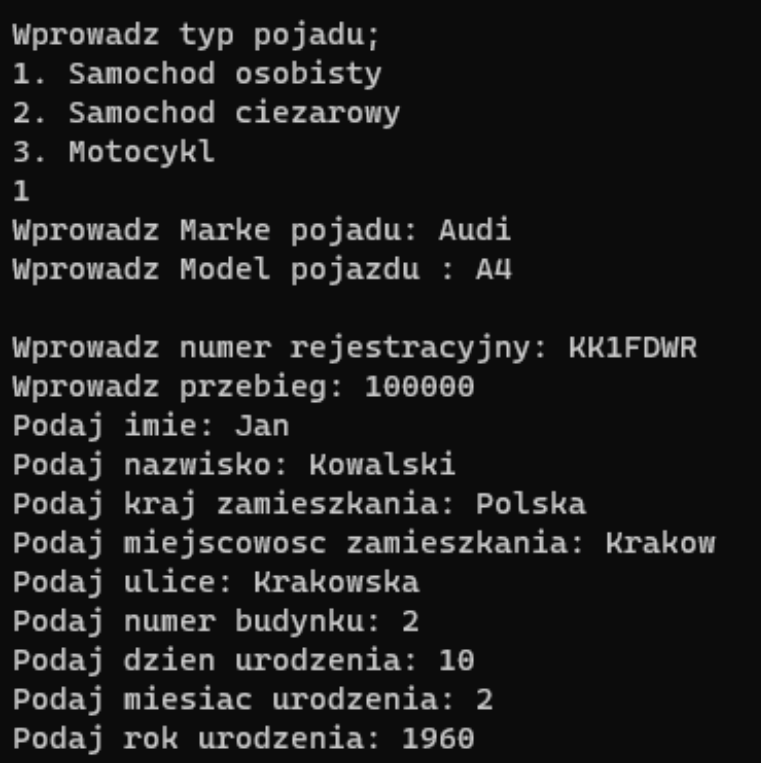 Wprowadz typ pojadu;
1. Samochod osobisty
2. Samochod ciezarowy
3. Motocykl
1
Wprowadz Marke pojadu: Audi
Wprowadz Model pojazdu : A4
Wprowadz numer rejestracyjny: KK1FDWR
Wprowadz przebieg: 100000
Podaj imie: Jan
Podaj nazwisko: Kowalski
Podaj kraj zamieszkania: Polska
Podaj miejscowosc zamieszkania: Krakow
Podaj ulice: Krakowska
Podaj numer budynku: 2
Podaj dzien urodzenia: 10
Podaj miesiac urodzenia: 2
Podaj rok urodzenia: 1960